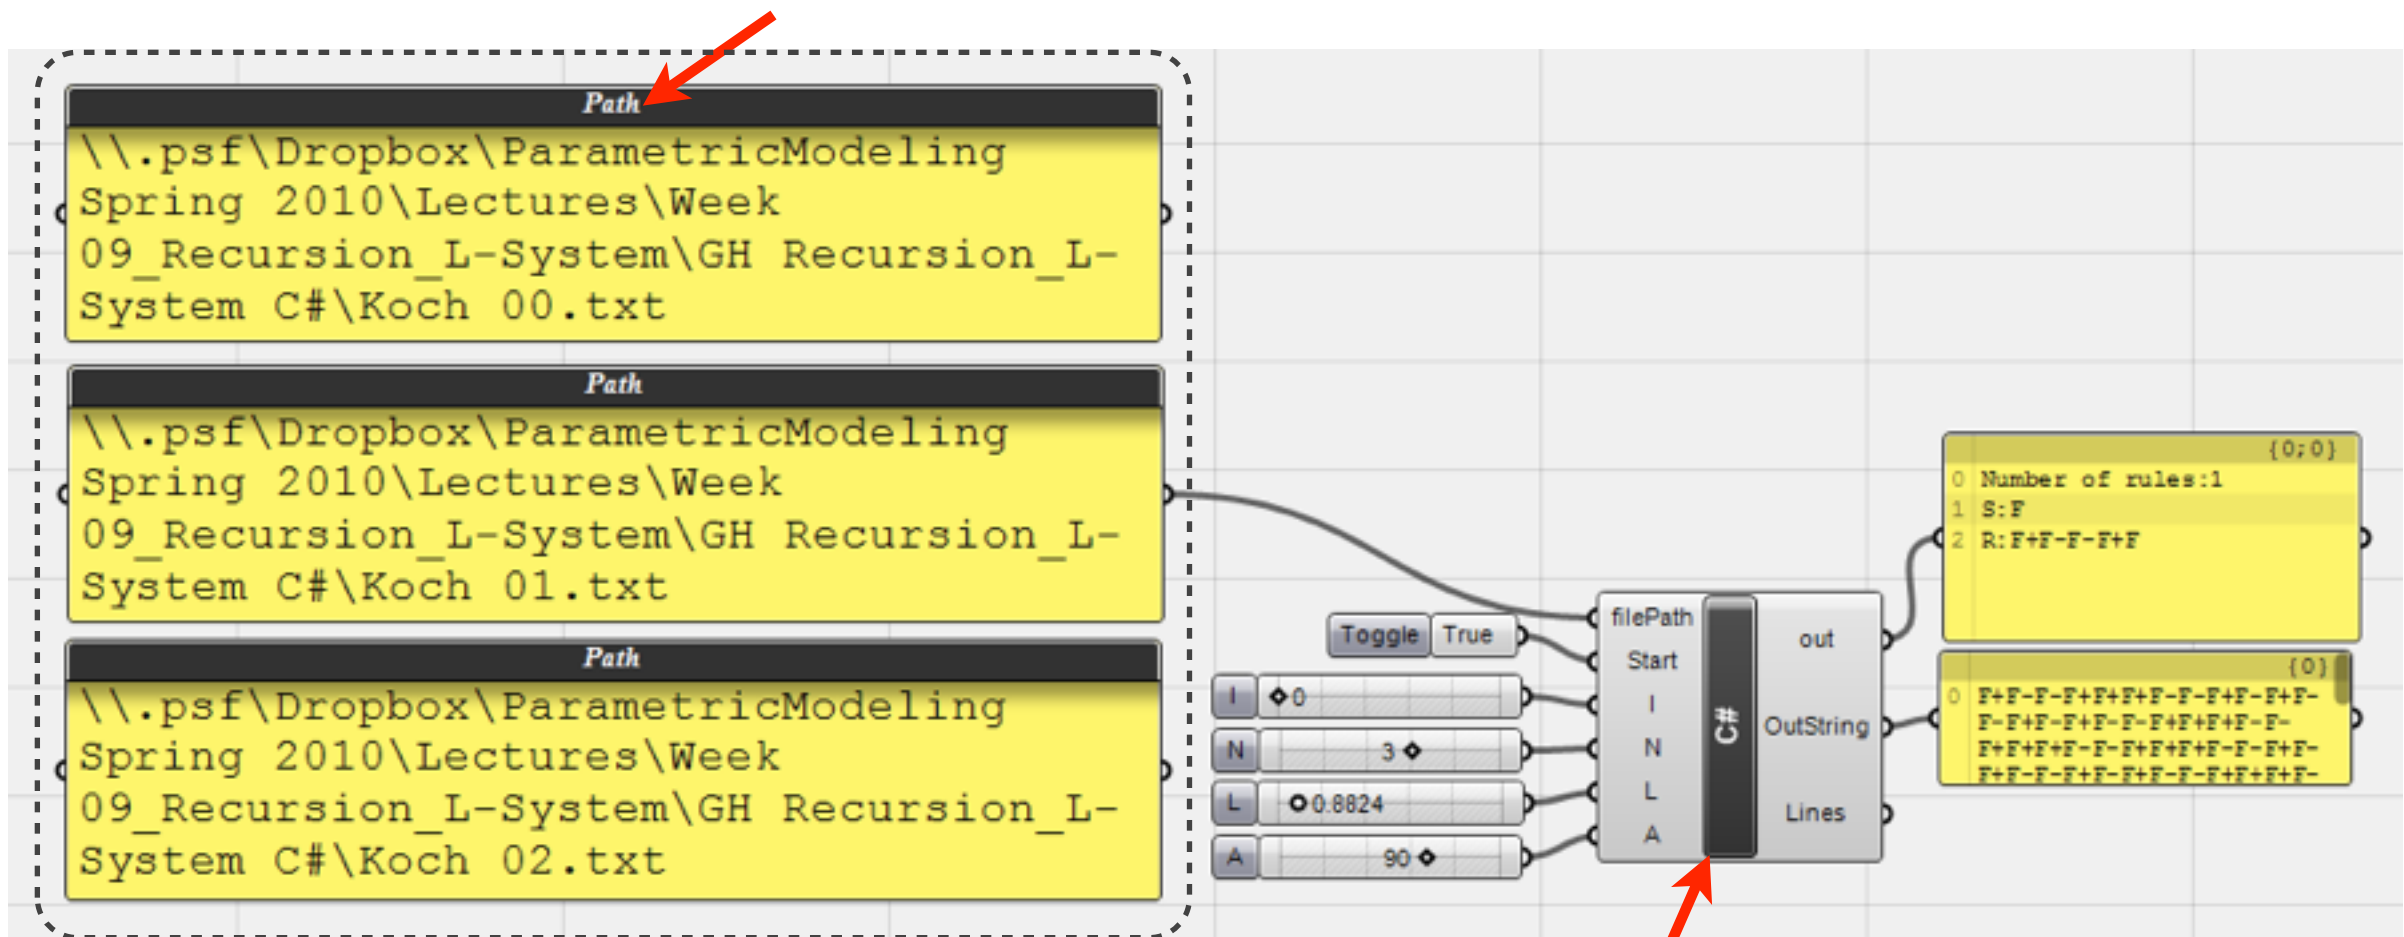 Path
\\.psf\Dropbox\ParametricModeling
Spring 2010\Lectures\Week
09_Recursion_L-System\GH Recursion_L-
System C#\Koch 00.txt
Path
\\.psf\Dropbox\ParametricModeling
Spring 2010\Lectures\Week
09_Recursion_L-System\GH Recursion_L-
System C#\Koch 01.txt
Path
\\.psf\Dropbox\ParametricModeling
Spring 2010\Lectures\Week
09_Recursion_L-System\GH Recursion_L-
System C#\Koch 02.txt
Toggle True
I 0
N 3
L 0.8824
A 90
filePath
Start
I
N
L
A
C#
out
OutString
Lines
{0;0}
0 Number of rules:1
1 S:F
2 R:F+F-F-F+F
{0}
0 F+F-F-F+F+F+F-F-F+F-F+F-
F-F+F-F+F-F-F+F+F+F-F-
F+F+F+F-F-F+F+F-F-F+F-
F+F-F-F+F-F+F-F-F+F+F+F-